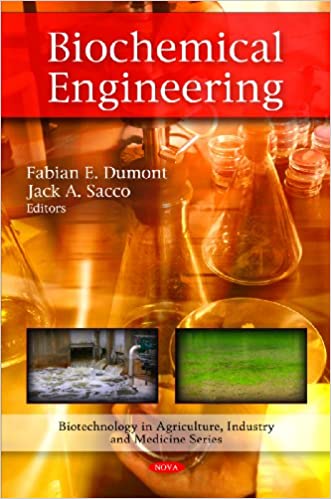 Biochemical
Engineering
Fabian E. Dumont
Jack A. Sacco
Editors
Biotechnology in Agriculture, Industry
and Medicine Series
NOVA